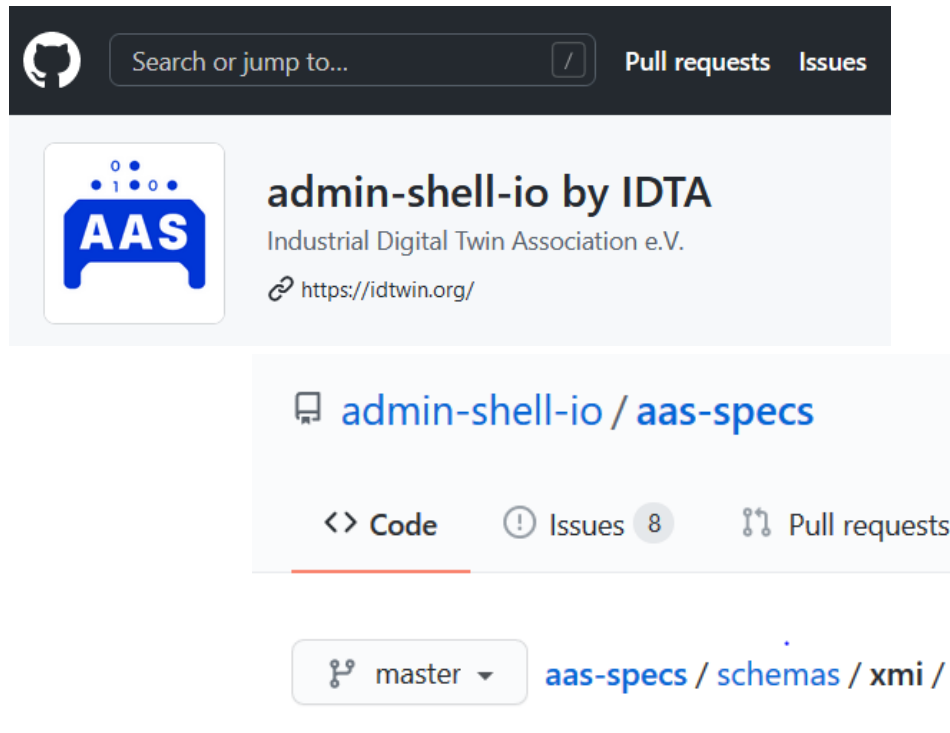 Search or jump to... / Pull requests Issues
0
1 0 0
AAS
admin-shell-io by IDTA
Industrial Digital Twin Association e.V.
https://idtwin.org/
admin-shell-io / aas-specs
<> Code Issues 8 Pull requests
master aas-specs / schemas / xmi /